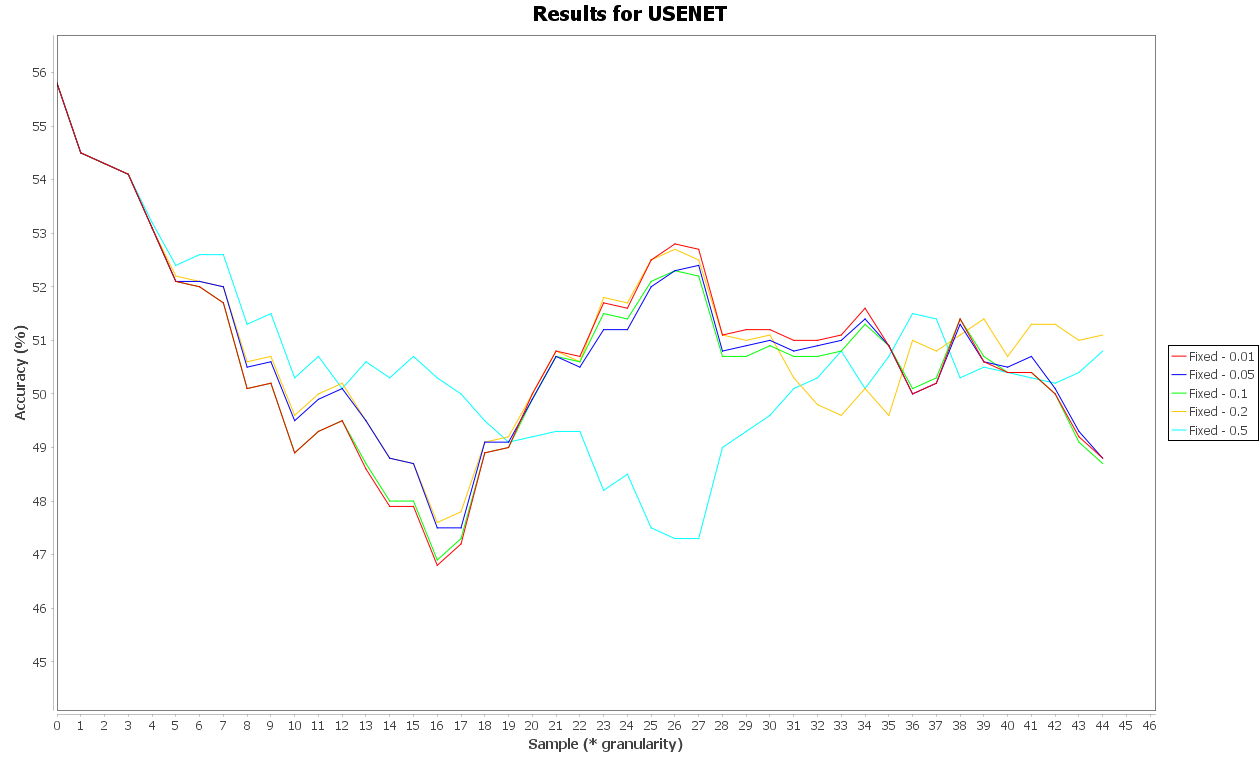 Results for USENET
56
55
54
53
52
51
50
49
48
47
46
45
Accuracy (%)
0 1 2 3 4 5 6 7 8 9 10 11 12 13 14 15 16 17 18 19 20 21 22 23 24 25 26 27 28 29 30 31 32 33 34 35 36 37 38 39 40 41 42 43 44 45 46
Sample (* granularity)
Fixed - 0.01
Fixed - 0.05
Fixed - 0.1
Fixed - 0.2
Fixed - 0.5